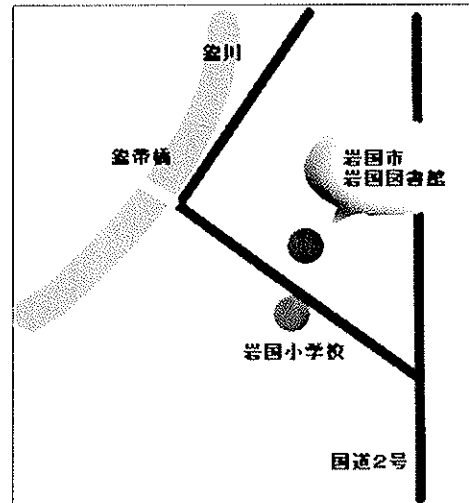 錦川
錦帯橋
岩国市
岩国図書館
岩国小学校
国道2号